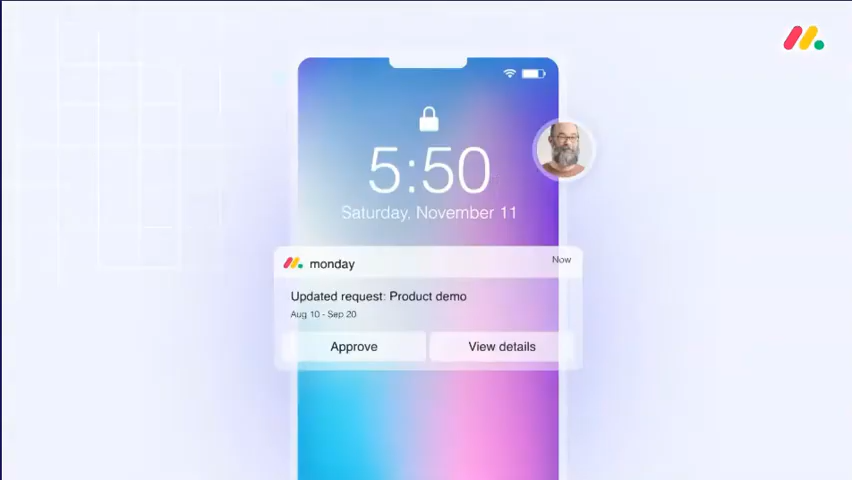 5:50
Saturday, November 11
monday
Now
Updated request: Product demo
Aug 10 - Sep 20
Approve
View details